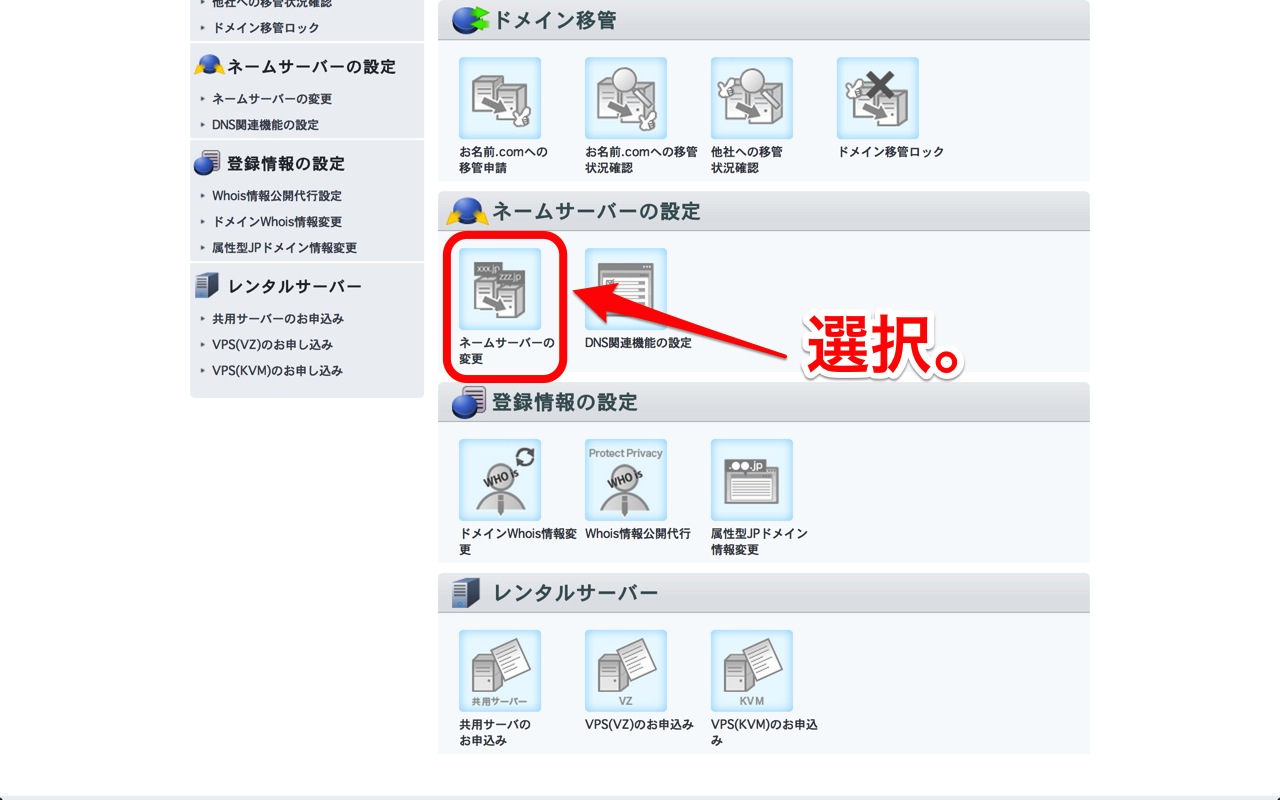 他社への移管状況確認
ドメイン移管ロック
ネームサーバーの設定
ネームサーバーの変更
DNS関連機能の設定
登録情報の設定
Whois情報公開代行設定
ドメインWhois情報変更
属性型JPドメイン情報変更
レンタルサーバー
共用サーバーのお申込み
VPS(VZ)のお申し込み
VPS(KVM)のお申し込み
ドメイン移管
お名前.comへの
移管申請
お名前.comへの移管
状況確認
他社への移管
状況確認
ドメイン移管ロック
ネームサーバーの設定
xxx.jp
zzz.jp
ネームサーバーの
変更
DNS関連機能の設定
選択。
登録情報の設定
WHO is
ドメインWhois情報変
更
Protect Privacy
WHO is
Whois情報公開代行
.●●.jp
属性型JPドメイン
情報変更
レンタルサーバー
共用サーバー
共用サーバの
お申込み
VZ
VPS(VZ)のお申込み
KVM
VPS(KVM)のお申込
み